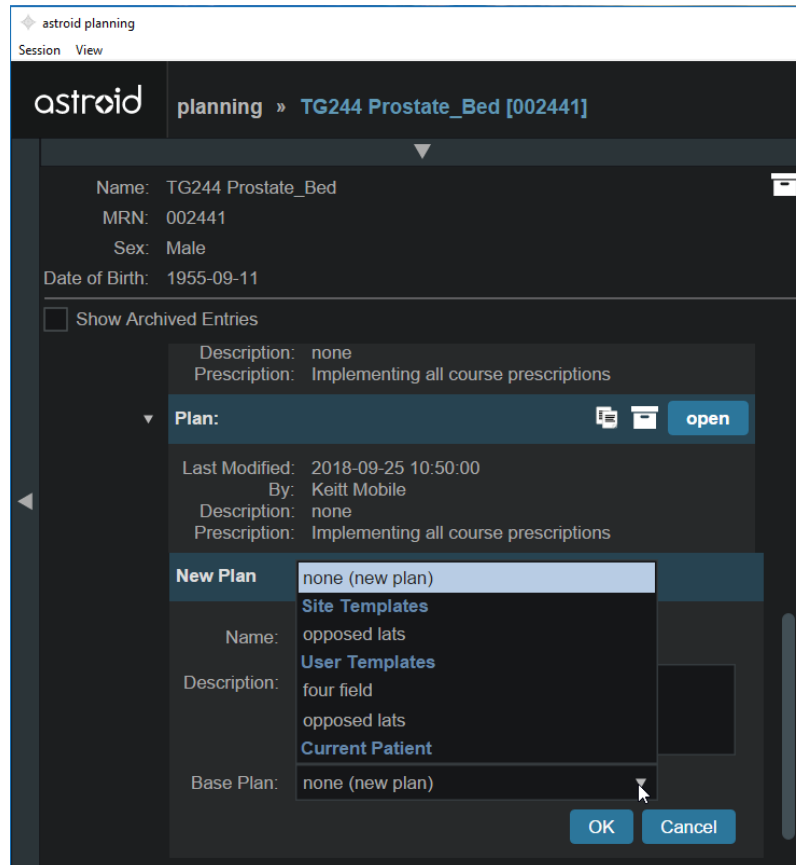 astroid planning
Session View
astroid planning » TG244 Prostate_Bed [002441]
Name: TG244 Prostate_Bed
MRN: 002441
Sex: Male
Date of Birth: 1955-09-11
Show Archived Entries
Description: none
Prescription: Implementing all course prescriptions
Plan: open
Last Modified: 2018-09-25 10:50:00
By: Keitt Mobile
Description: none
Prescription: Implementing all course prescriptions
New Plan none (new plan)
Site Templates
Name: opposed lats
User Templates
Description: four field
opposed lats
Current Patient
Base Plan: none (new plan)
OK Cancel